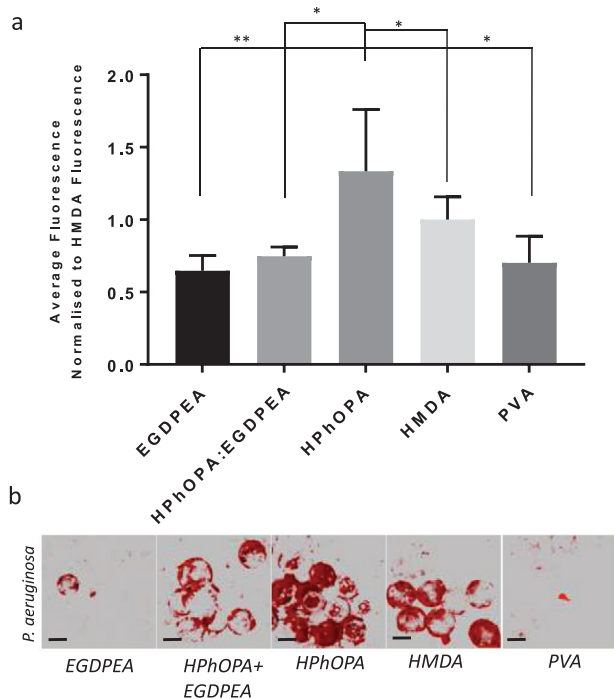 a
*
**
*
*
Average Fluorescence
Normalised to HMDA Fluorescence
2.0
1.5
1.0
0.5
0.0
EGDPEA
HPhOPA:EGDPEA
HPhOPA
HMDA
PVA
b
P. aeruginosa
EGDPEA
HPhOPA+
EGDPEA
HPhOPA
HMDA
PVA